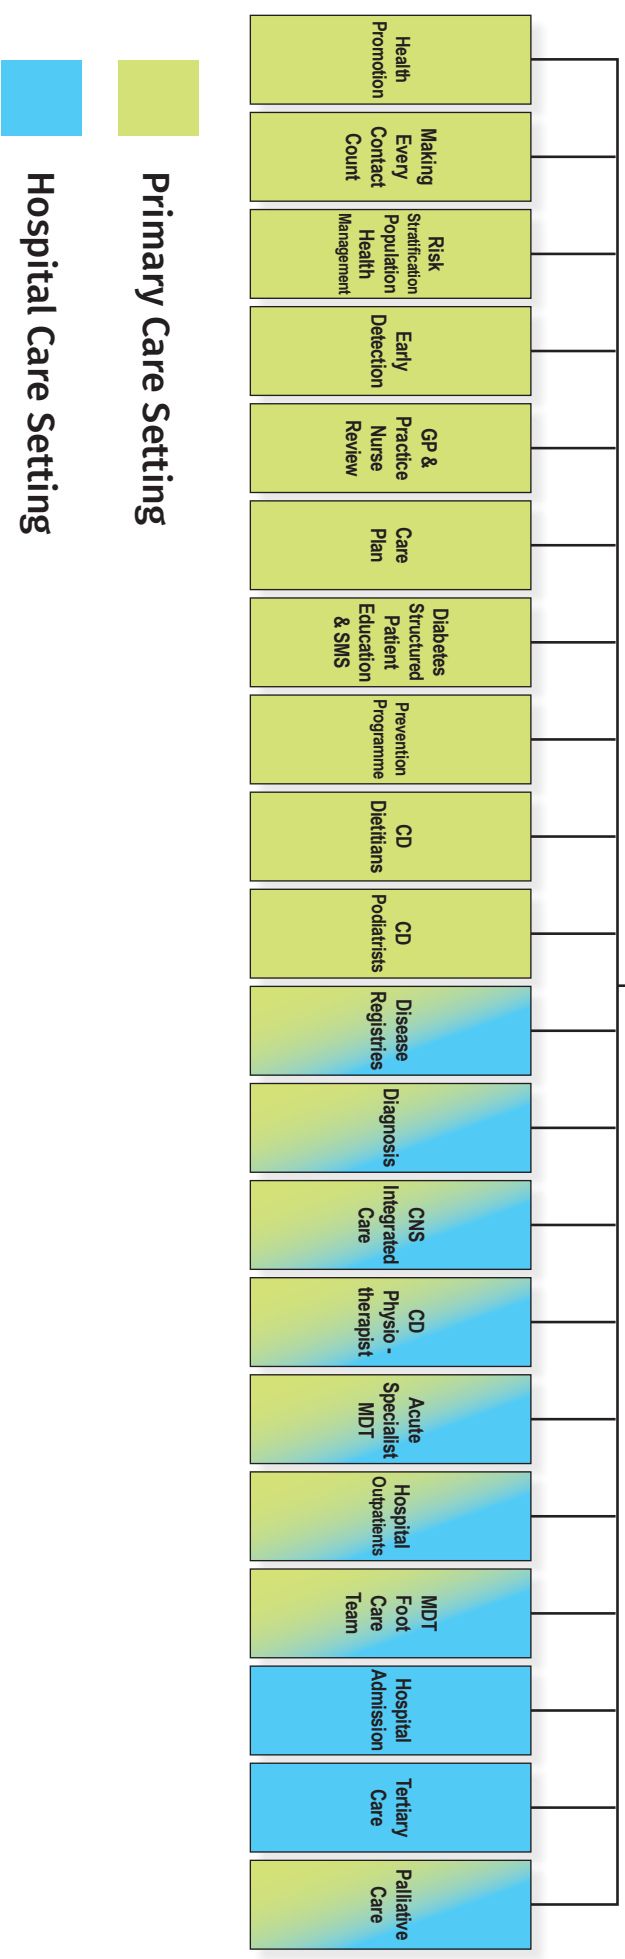 Health
Promotion
Making
Every
Contact
Count
Risk
Stratification
Population
Health
Management
Early
Detection
GP &
Practice
Nurse
Review
Care
Plan
Diabetes
Structured
Patient
Education
& SMS
Prevention
Programme
CD
Dietitians
CD
Podiatrists
Disease
Registries
Diagnosis
CNS
Integrated
Care
CD
Physio -
therapist
Acute
Specialist
MDT
Hospital
Outpatients
MDT
Foot
Care
Team
Hospital
Admission
Tertiary
Care
Palliative
Care
Primary Care Setting
Hospital Care Setting